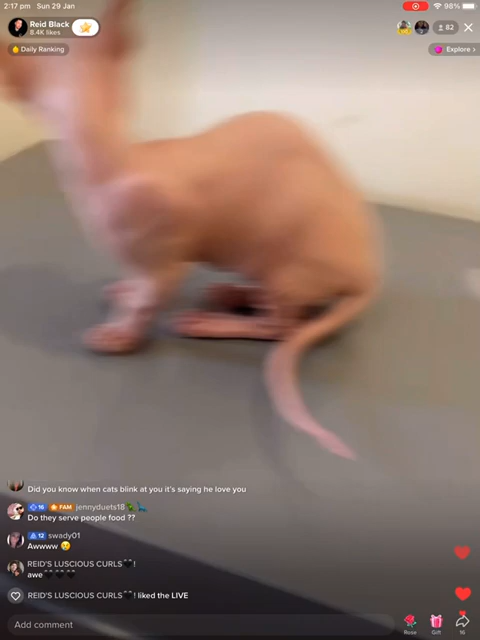 2:17 pm Sun 29 Jan
98%
Reid Black
8.4K likes
82
Daily Ranking
Explore >
Did you know when cats blink at you it's saying he love you
16 FAM jennyduets18
Do they serve people food ??
12 swady01
Awwww 😢
REID'S LUSCIOUS CURLS🖤!
awe🖤🖤🖤
REID'S LUSCIOUS CURLS🖤! liked the LIVE
Add comment
Rose
Gift
16